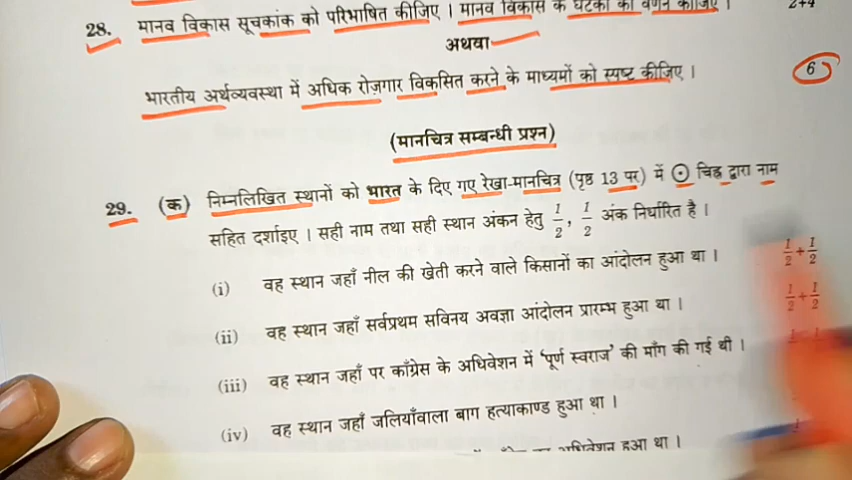 28. मानव विकास सूचकांक को परिभाषित कीजिए । मानव विकास के घटकों का वर्णन कीजिए । 2+4
अथवा
भारतीय अर्थव्यवस्था में अधिक रोज़गार विकसित करने के माध्यमों को स्पष्ट कीजिए । 6
(मानचित्र सम्बन्धी प्रश्न)
29. (क) निम्नलिखित स्थानों को भारत के दिए गए रेखा-मानचित्र (पृष्ठ 13 पर) में ⊙ चिह्न द्वारा नाम
सहित दर्शाइए । सही नाम तथा सही स्थान अंकन हेतु 1/2, 1/2 अंक निर्धारित है ।
(i) वह स्थान जहाँ नील की खेती करने वाले किसानों का आंदोलन हुआ था । 1/2+1/2
(ii) वह स्थान जहाँ सर्वप्रथम सविनय अवज्ञा आंदोलन प्रारम्भ हुआ था । 1/2+1/2
(iii) वह स्थान जहाँ पर काँग्रेस के अधिवेशन में 'पूर्ण स्वराज' की माँग की गई थी ।
(iv) वह स्थान जहाँ जलियाँवाला बाग हत्याकाण्ड हुआ था ।
अधिवेशन हुआ था ।